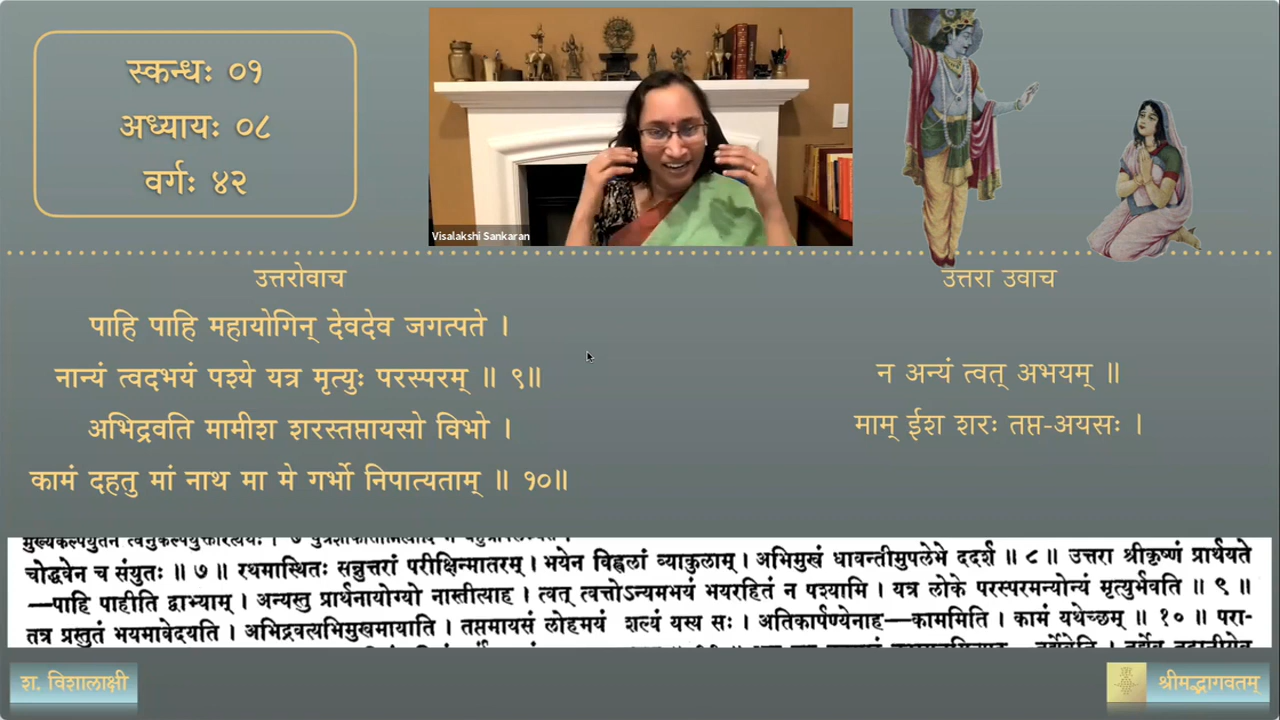 स्कन्धः ०१
अध्यायः ०८
वर्गः ४२
Visalakshi Sankaran
उत्तरोवाच
पाहि पाहि महायोगिन् देवदेव जगत्पते ।
नान्यं त्वदभयं पश्ये यत्र मृत्युः परस्परम् ॥ ९॥
अभिद्रवति मामीश शरस्तप्तायसो विभो ।
कामं दहतु मां नाथ मा मे गर्भो निपात्यताम् ॥ १०॥
उत्तरा उवाच
न अन्यं त्वत् अभयम् ॥
माम् ईश शरः तप्त-अयसः ।
चोद्धवेन च संयुतः ॥ ७ ॥ रथमास्थितः सन्नुत्तरां परीक्षिन्मातरम् । भयेन विह्वलां व्याकुलाम् । अभिमुखं धावन्तीमुपलेभे ददर्श ॥ ८ ॥ उत्तरा श्रीकृष्णं प्रार्थयते
—पाहि पाहीति द्वाभ्याम् । अन्यस्तु प्रार्थनायोग्यो नास्तीत्याह । त्वत् त्वत्तोऽन्यमभयं भयरहितं न पश्यामि । यत्र लोके परस्परमन्योन्यं मृत्युर्भवति ॥ ९ ॥
तत्र प्रस्तुतं भयमावेदयति । अभिद्रवत्यभिमुखमायाति । तप्तमायसं लोहमयं शल्यं यस्य सः । अतिकार्पण्येनाह—काममिति । कामं यथेच्छम् ॥ १० ॥ परा-
श. विशालाक्षी
श्रीमद्भागवतम्